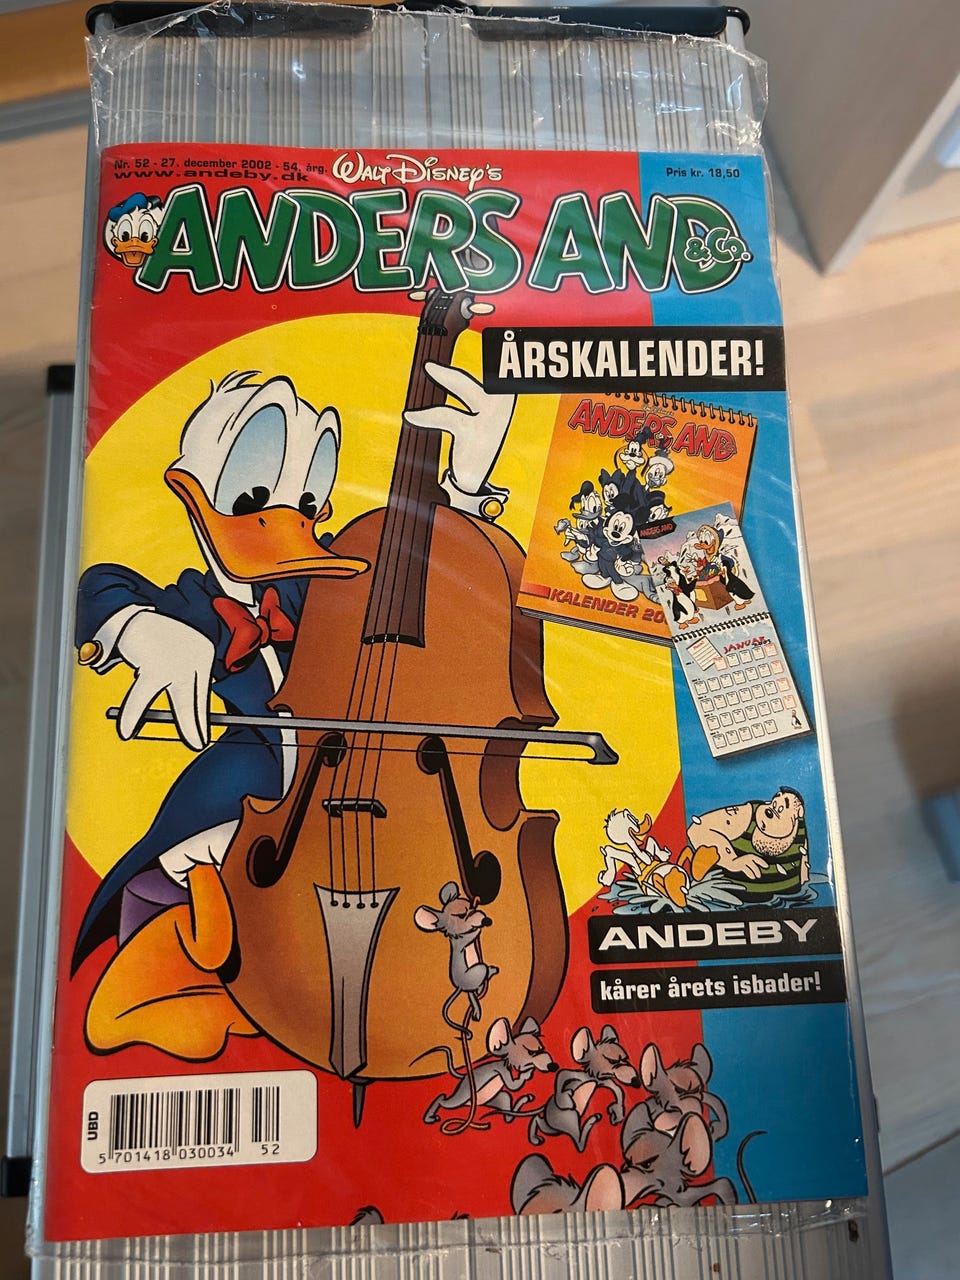 Nr. 52 - 27. december 2002 - 54. årg.
www.andeby.dk
WALT DISNEY'S
Pris kr. 18,50
ANDERS AND
& Co.
ÅRSKALENDER!
ANDERS AND
KALENDER 20
JANUAR
ANDEBY
kårer årets isbader!
UBD
5 701418 030034 52